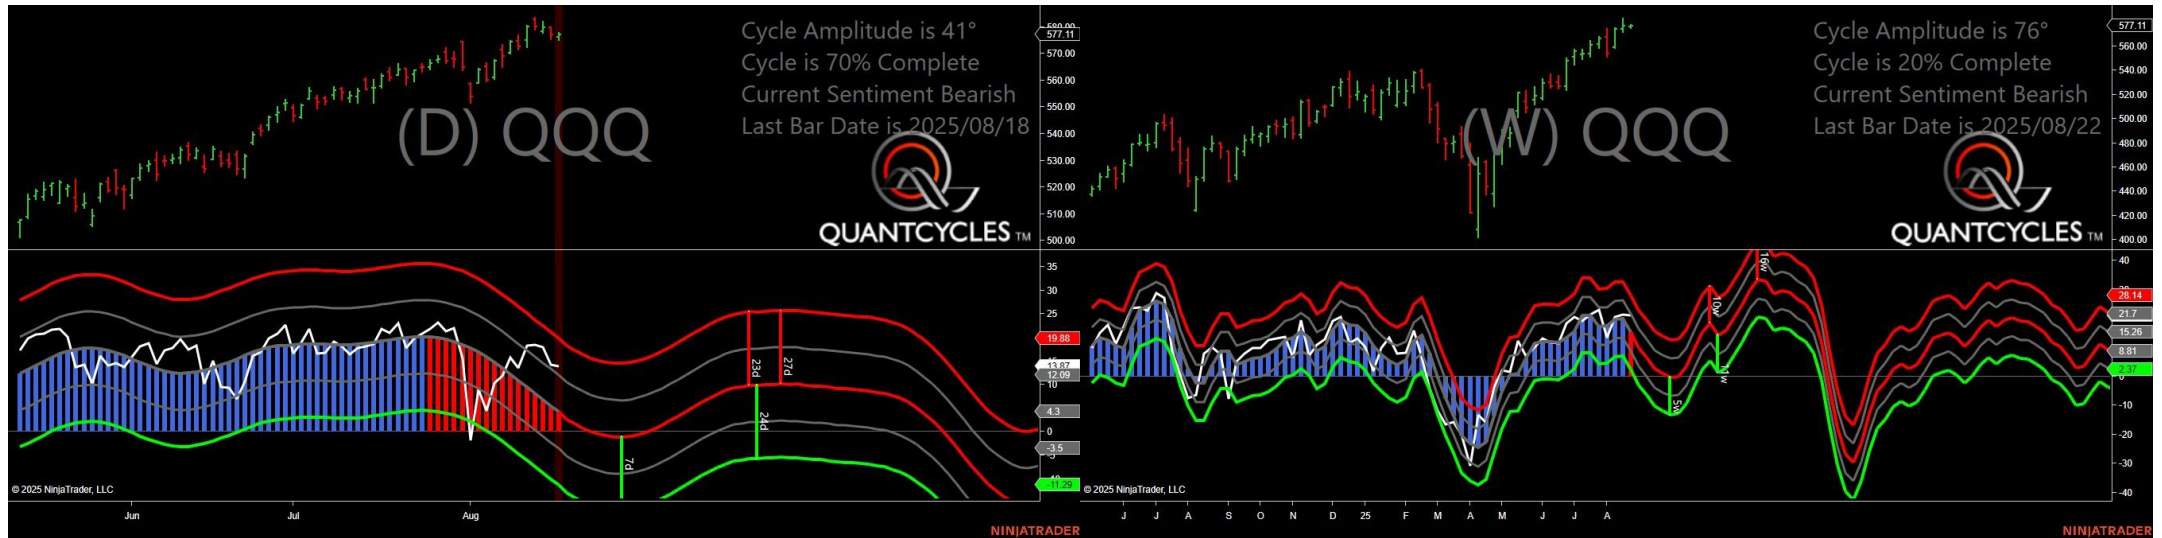 Cycle Amplitude is 41°
Cycle is 70% Complete
Current Sentiment Bearish
Last Bar Date is 2025/08/18
(D) QQQ
QUANTCYCLES TM
580.00
577.11
570.00
560.00
550.00
540.00
530.00
520.00
510.00
500.00
35
30
25
19.88
13.87
12.09
10
4.3
0
-3.5
-11.29
23d
27d
24d
7d
© 2025 NinjaTrader, LLC
Jun
Jul
Aug
NINJATRADER
Cycle Amplitude is 76°
Cycle is 20% Complete
Current Sentiment Bearish
Last Bar Date is 2025/08/22
(W) QQQ
QUANTCYCLES TM
577.11
560.00
540.00
520.00
500.00
480.00
460.00
440.00
420.00
400.00
40
28.14
21.7
15.26
8.81
2.37
0
-10
-20
-30
-40
16w
10w
5w
© 2025 NinjaTrader, LLC
J J A S O N D 25 F M A M J J A
NINJATRADER